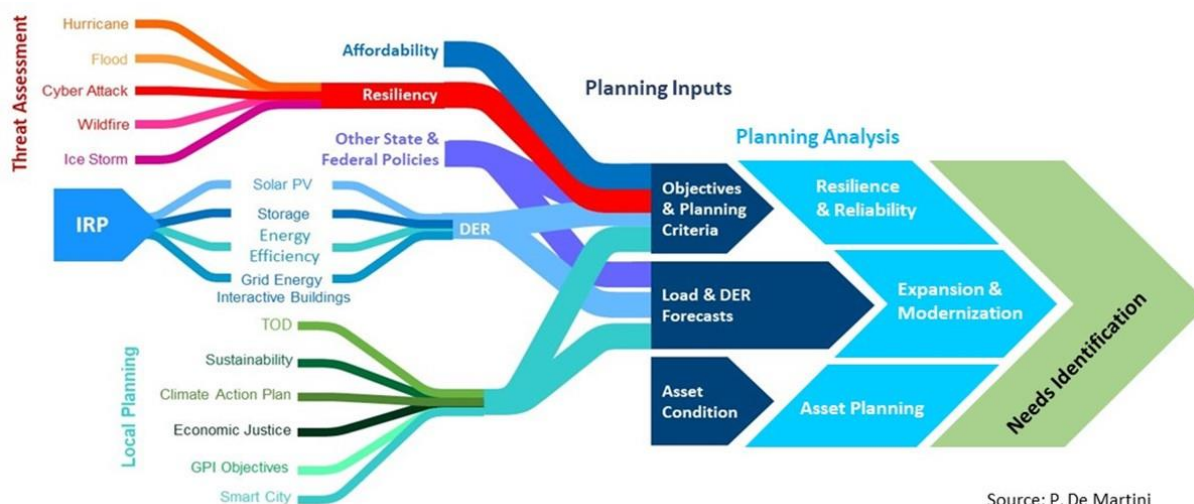 Threat Assessment
Hurricane
Flood
Cyber Attack
Wildfire
Ice Storm
Resiliency
Affordability
Other State &
Federal Policies
IRP
Solar PV
Storage
Energy
Efficiency
Grid Energy
Interactive Buildings
DER
Local Planning
TOD
Sustainability
Climate Action Plan
Economic Justice
GPI Objectives
Smart City
Planning Inputs
Objectives
& Planning
Criteria
Load & DER
Forecasts
Asset
Condition
Planning Analysis
Resilience
& Reliability
Expansion &
Modernization
Asset Planning
Needs Identification
Source: P. De Martini